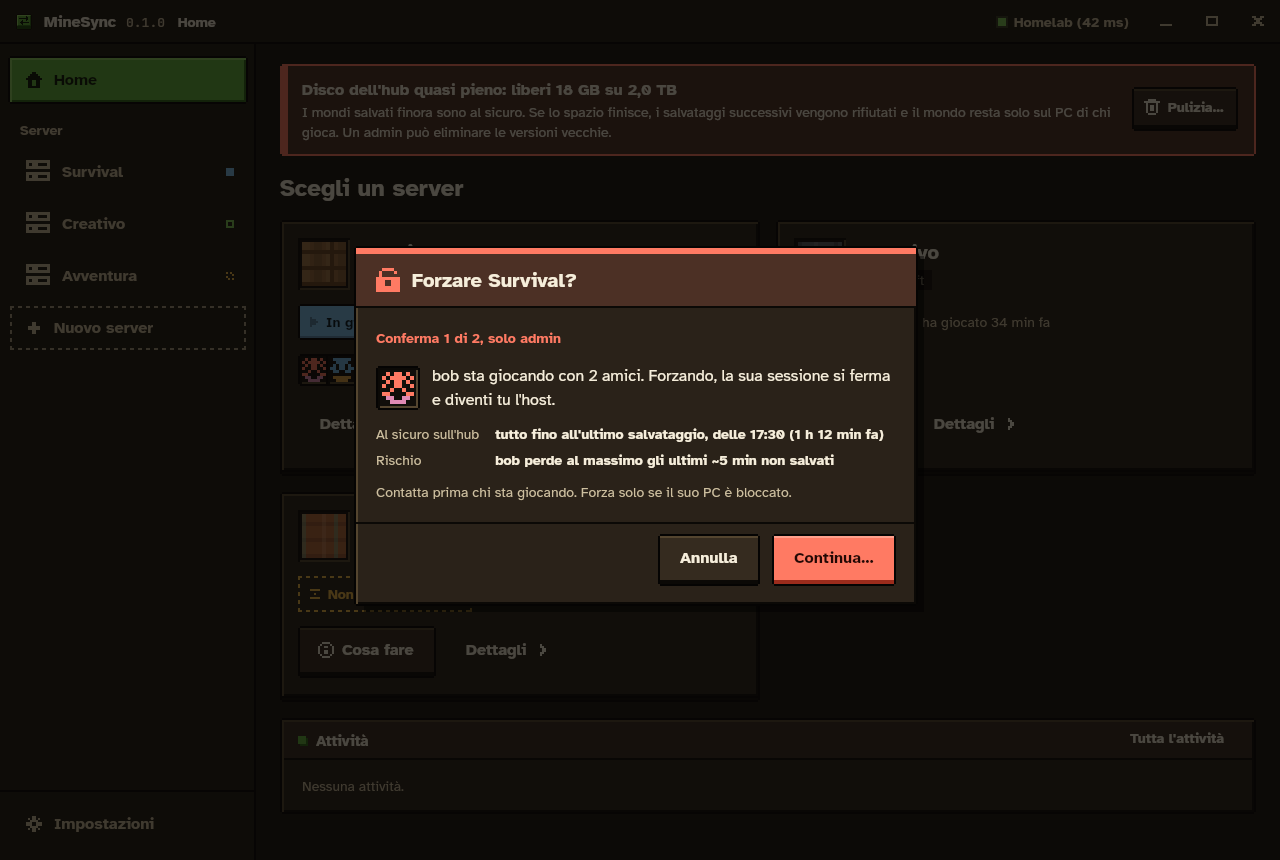 MineSync 0.1.0 Home
Homelab (42 ms)
Home
Server
Survival
Creativo
Avventura
Nuovo server
Impostazioni
Disco dell'hub quasi pieno: liberi 18 GB su 2,0 TB
I mondi salvati finora sono al sicuro. Se lo spazio finisce, i salvataggi successivi vengono rifiutati e il mondo resta solo sul PC di chi
gioca. Un admin può eliminare le versioni vecchie.
Pulizia...
Scegli un server
In g
ha giocato 34 min fa
Dettagli
Forzare Survival?
Conferma 1 di 2, solo admin
bob sta giocando con 2 amici. Forzando, la sua sessione si ferma
e diventi tu l'host.
Al sicuro sull'hub tutto fino all'ultimo salvataggio, delle 17:30 (1 h 12 min fa)
Rischio bob perde al massimo gli ultimi ~5 min non salvati
Contatta prima chi sta giocando. Forza solo se il suo PC è bloccato.
Annulla
Continua...
Non
Cosa fare
Dettagli
Attività
Tutta l'attività
Nessuna attività.